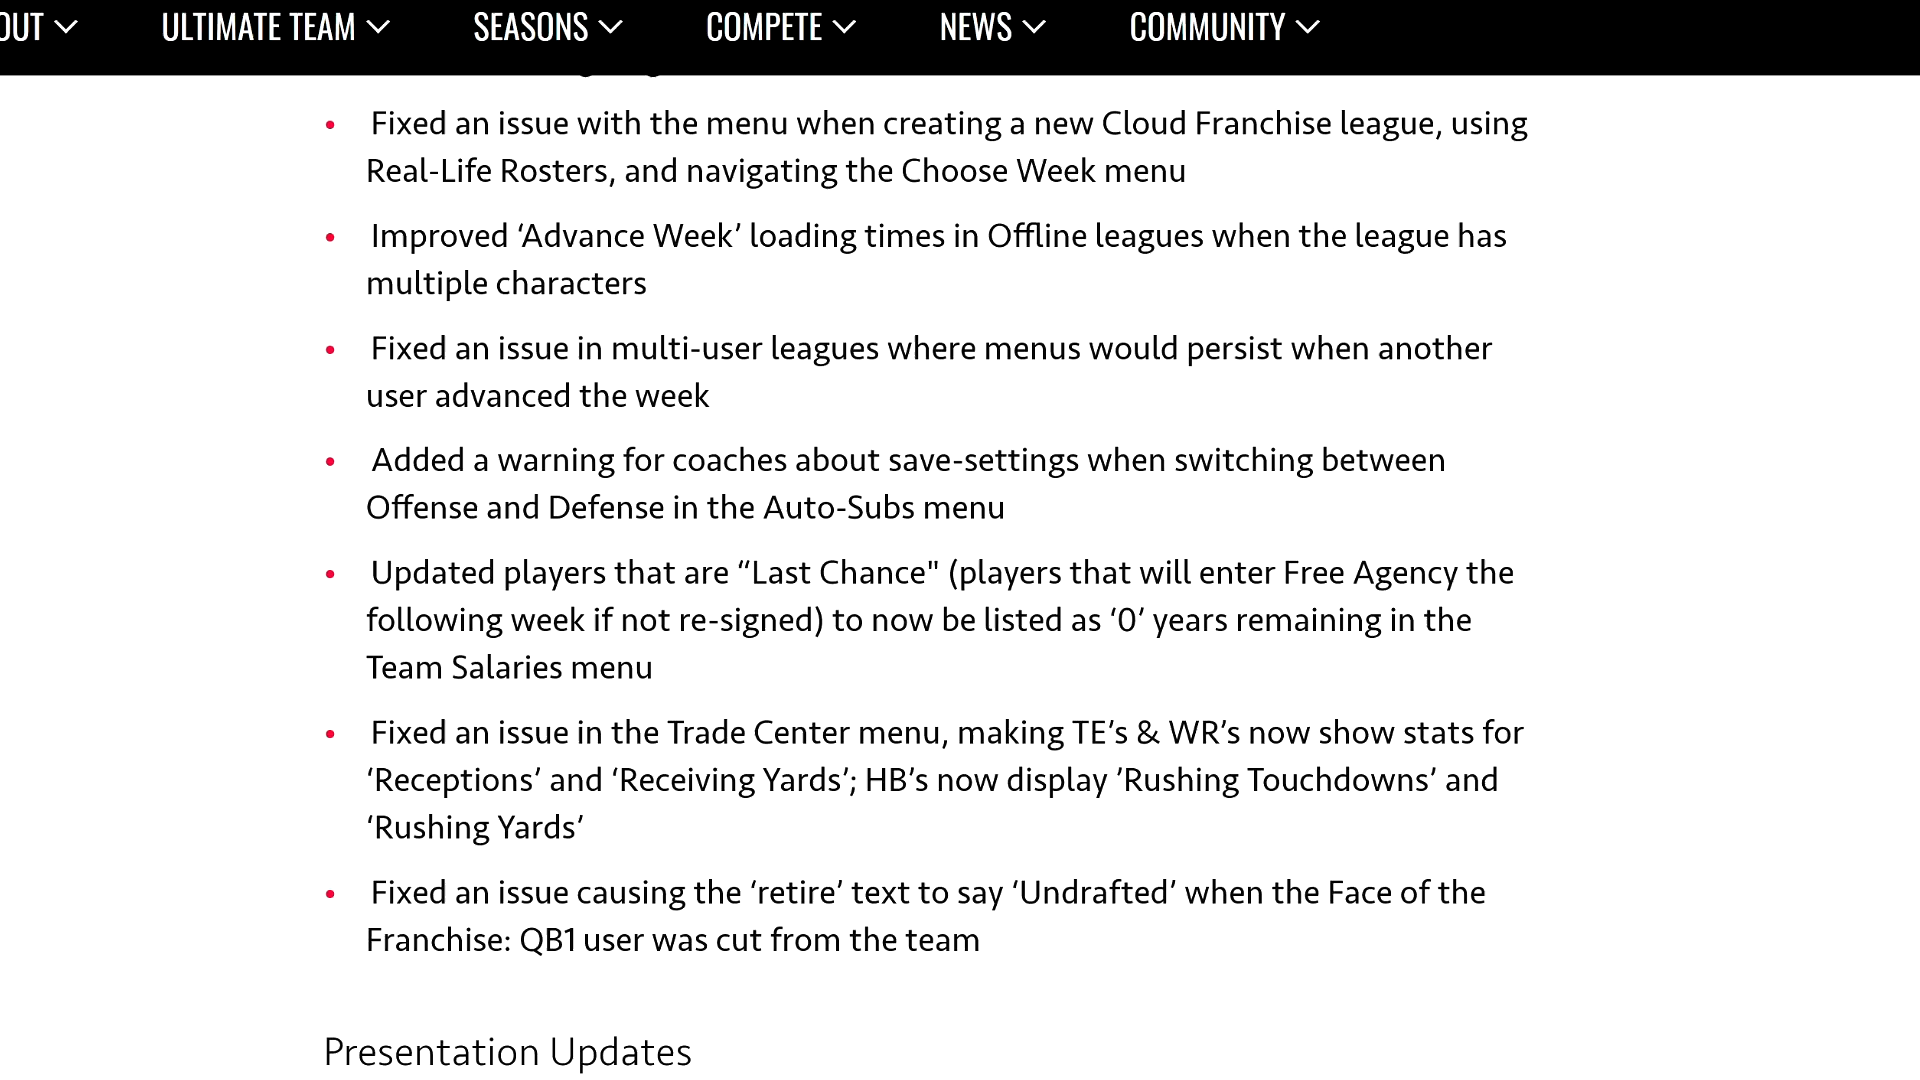 OUT ULTIMATE TEAM SEASONS COMPETE NEWS COMMUNITY
• Fixed an issue with the menu when creating a new Cloud Franchise league, using
Real-Life Rosters, and navigating the Choose Week menu
• Improved ‘Advance Week’ loading times in Offline leagues when the league has
multiple characters
• Fixed an issue in multi-user leagues where menus would persist when another
user advanced the week
• Added a warning for coaches about save-settings when switching between
Offense and Defense in the Auto-Subs menu
• Updated players that are “Last Chance" (players that will enter Free Agency the
following week if not re-signed) to now be listed as ‘0’ years remaining in the
Team Salaries menu
• Fixed an issue in the Trade Center menu, making TE’s & WR’s now show stats for
‘Receptions’ and ‘Receiving Yards’; HB’s now display ’Rushing Touchdowns’ and
‘Rushing Yards’
• Fixed an issue causing the ‘retire’ text to say ‘Undrafted’ when the Face of the
Franchise: QB1 user was cut from the team
Presentation Updates